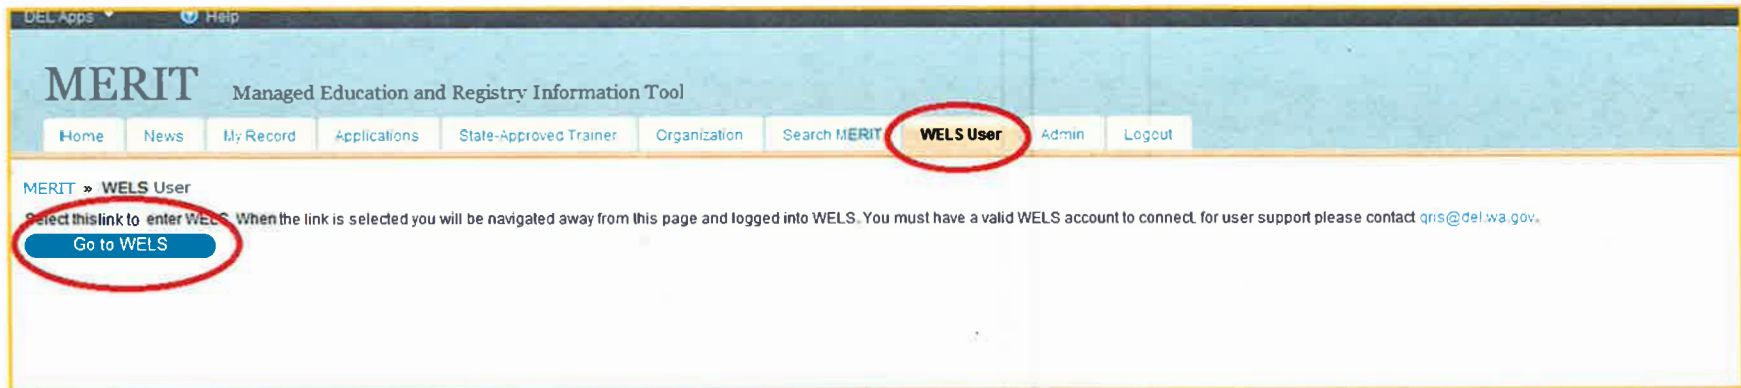 DEL Apps Help
MERIT Managed Education and Registry Information Tool
Home News My Record Applications State-Approved Trainer Organization Search MERIT WELS User Admin Logout
MERIT » WELS User
Select this link to enter WELS. When the link is selected you will be navigated away from this page and logged into WELS. You must have a valid WELS account to connect, for user support please contact qris@del.wa.gov.
Go to WELS